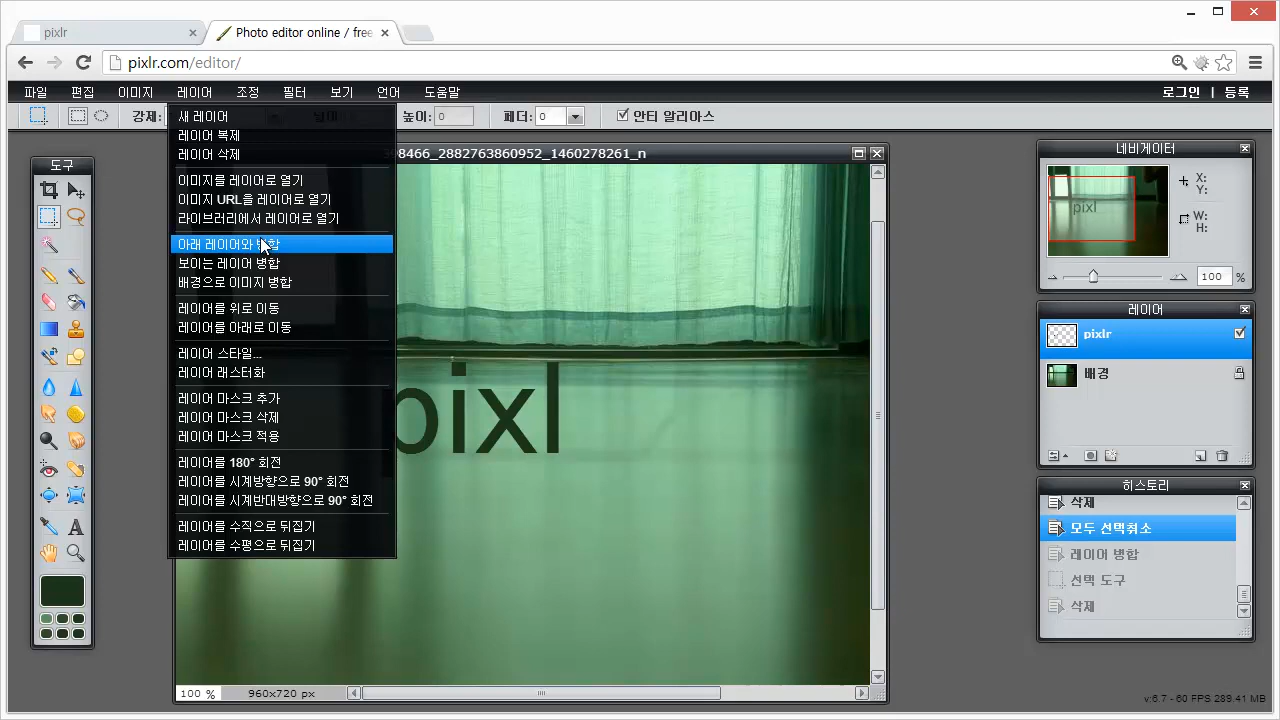 pixlr
Photo editor online / free
pixlr.com/editor/
파일 편집 이미지 레이어 조정 필터 보기 언어 도움말
로그인 | 등록
강제:
높이: 0
페더: 0
안티 알리아스
새 레이어
레이어 복제
레이어 삭제
이미지를 레이어로 열기
이미지 URL을 레이어로 열기
라이브러리에서 레이어로 열기
아래 레이어와 병합
보이는 레이어 병합
배경으로 이미지 병합
레이어를 위로 이동
레이어를 아래로 이동
레이어 스타일...
레이어 래스터화
레이어 마스크 추가
레이어 마스크 삭제
레이어 마스크 적용
레이어를 180° 회전
레이어를 시계방향으로 90° 회전
레이어를 시계반대방향으로 90° 회전
레이어를 수직으로 뒤집기
레이어를 수평으로 뒤집기
도구
98466_2882763860952_1460278261_n
pixl
100 %
960x720 px
네비게이터
pixl
X:
Y:
W:
H:
100 %
레이어
pixlr
배경
히스토리
삭제
모두 선택취소
레이어 병합
선택 도구
삭제
v:6.7 - 60 FPS 289.41 MB